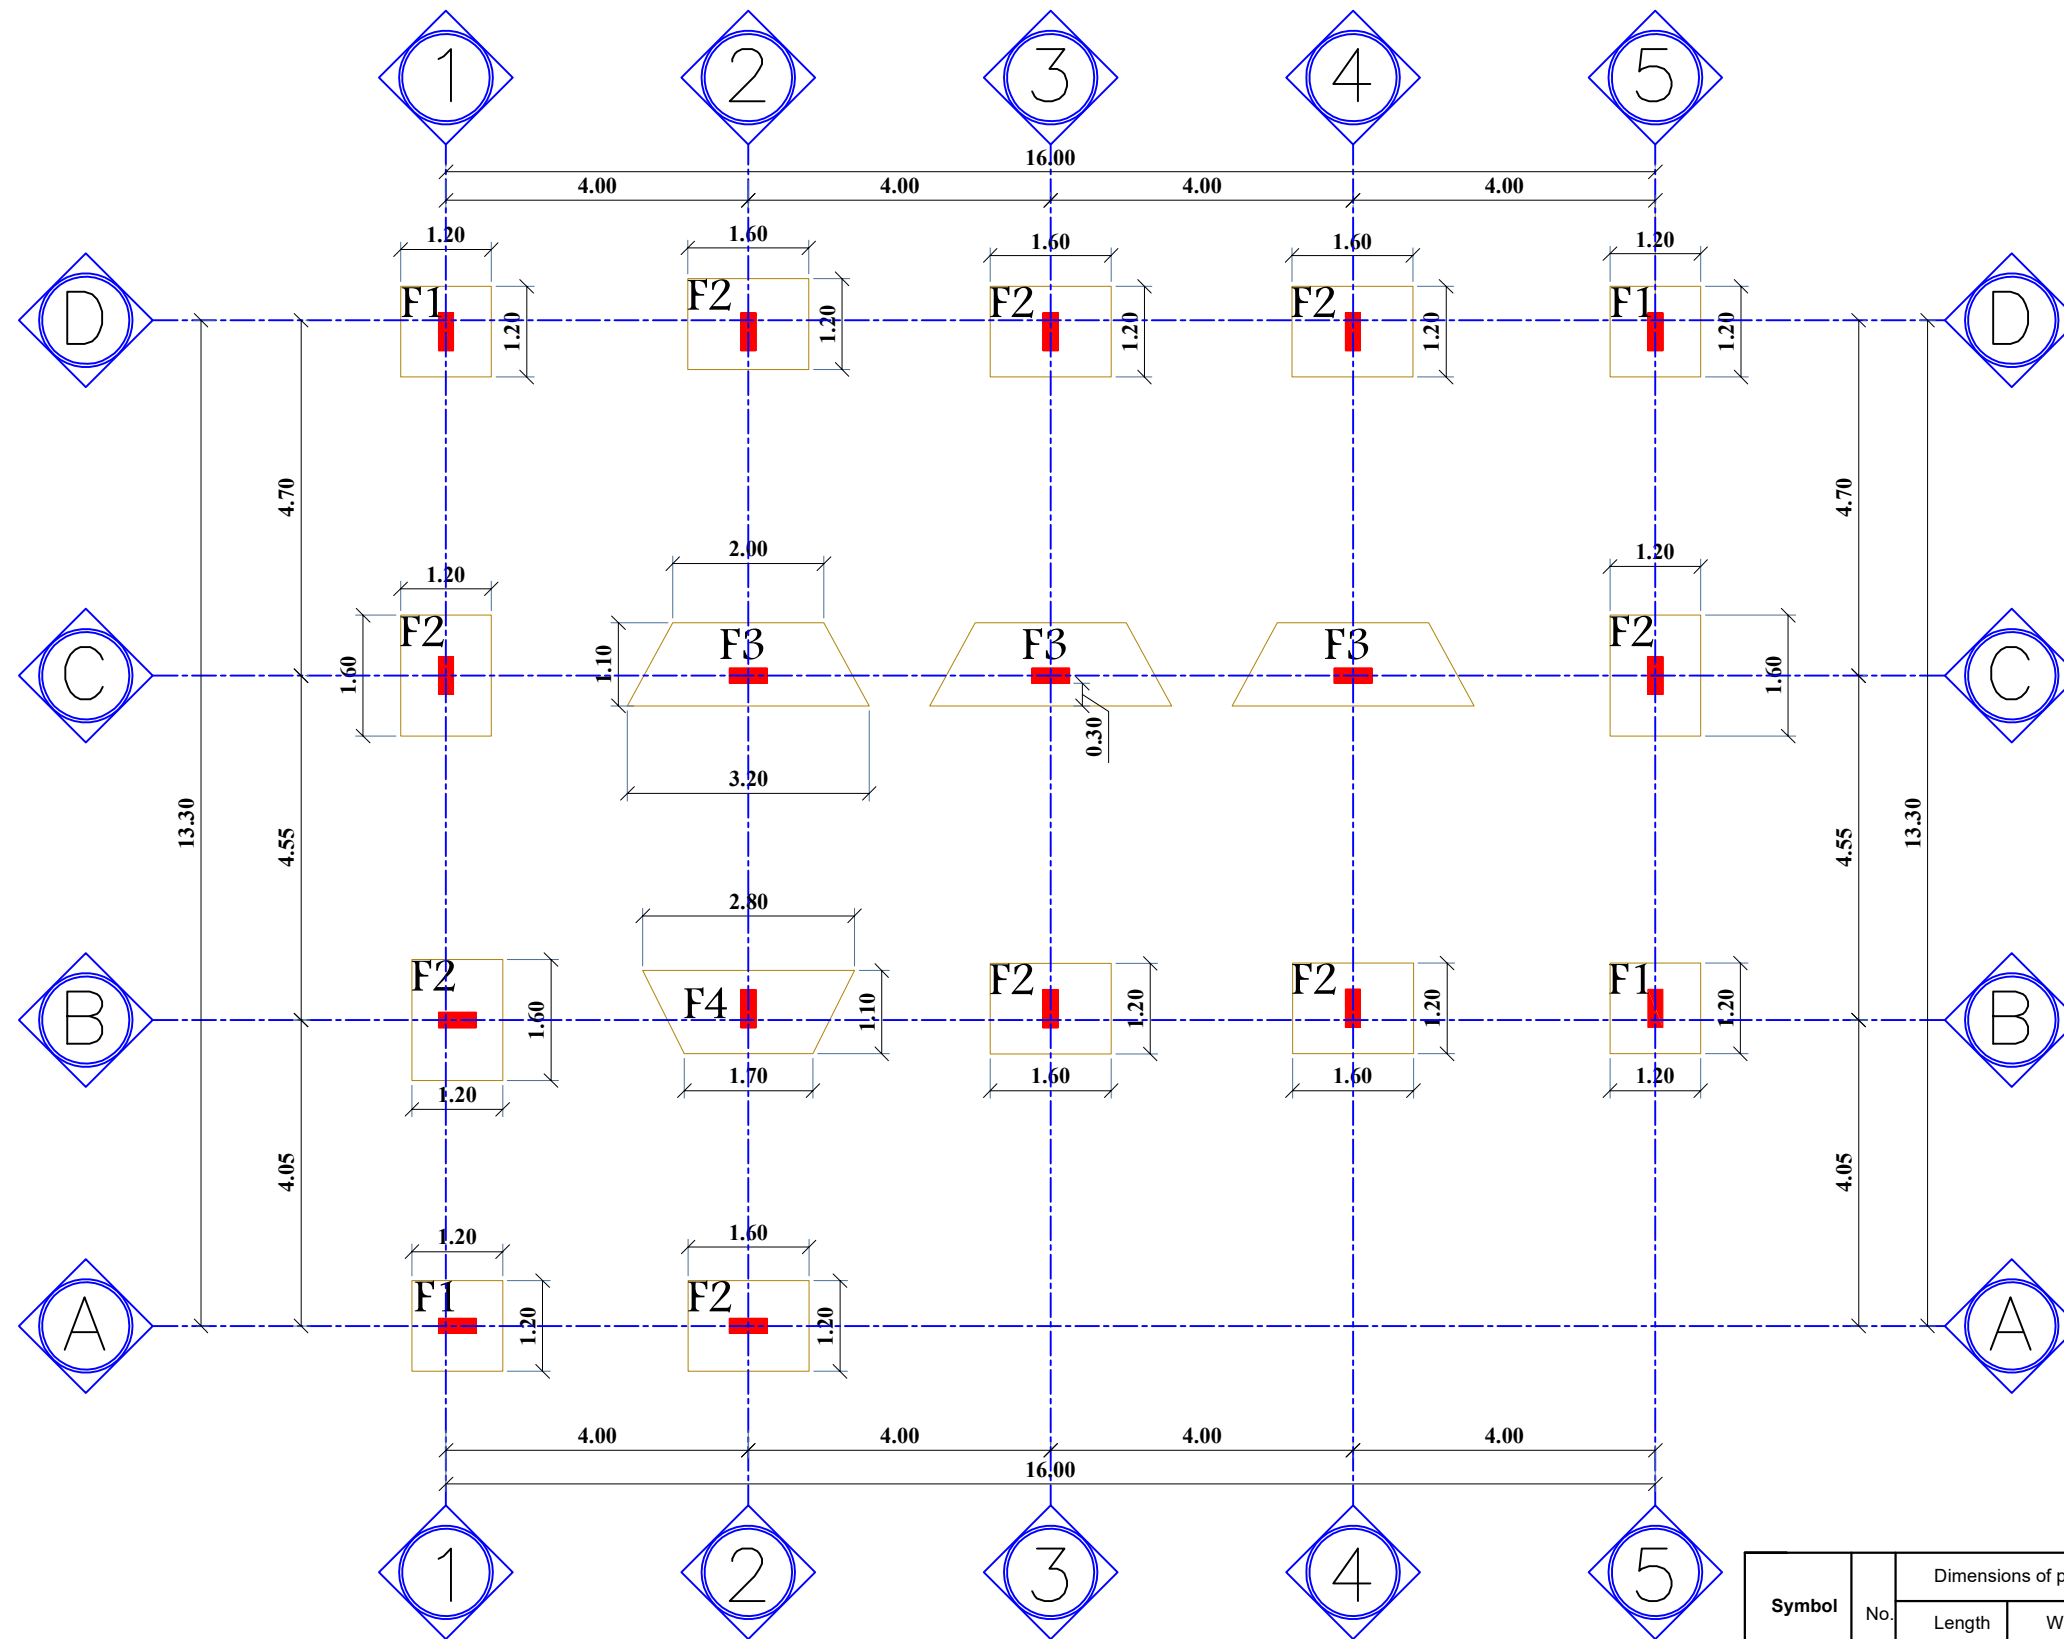 1 2 3 4 5
16.00
4.00 4.00 4.00 4.00
1.20 1.60 1.60 1.60 1.20
D F1 1.20 F2 1.20 F2 1.20 F2 1.20 F1 1.20 D
4.70 4.70
2.00
1.20 1.20
C 1.60 F2 1.10 F3 F3 F3 F2 1.60 C
0.30
3.20
13.30 4.55 4.55 13.30
2.80
B F2 1.60 F4 1.10 F2 1.20 F2 1.20 F1 1.20 B
1.20 1.70 1.60 1.60 1.20
4.05 4.05
1.20 1.60
A F1 1.20 F2 1.20 A
4.00 4.00 4.00 4.00
16.00
1 2 3 4 5
Dimensions of p
Symbol No. Length W